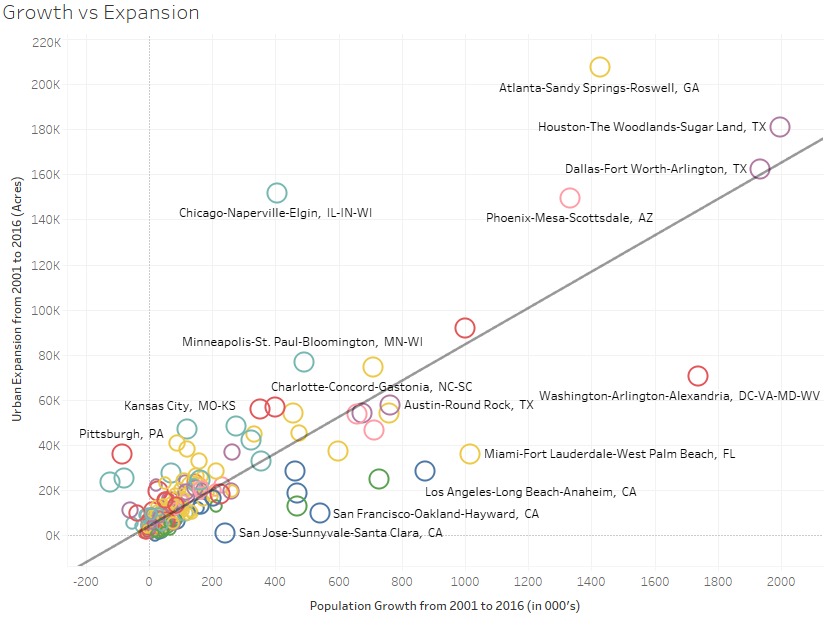 Growth vs Expansion
220K
200K
Atlanta-Sandy Springs-Roswell, GA
180K
Houston-The Woodlands-Sugar Land, TX
Dallas-Fort Worth-Arlington, TX
160K
Chicago-Naperville-Elgin, IL-IN-WI
Phoenix-Mesa-Scottsdale, AZ
140K
120K
100K
Minneapolis-St. Paul-Bloomington, MN-WI
80K
Charlotte-Concord-Gastonia, NC-SC
Washington-Arlington-Alexandria, DC-VA-MD-WV
60K
Kansas City, MO-KS
Austin-Round Rock, TX
Pittsburgh, PA
40K
Miami-Fort Lauderdale-West Palm Beach, FL
20K
Los Angeles-Long Beach-Anaheim, CA
San Francisco-Oakland-Hayward, CA
0K
San Jose-Sunnyvale-Santa Clara, CA
Urban Expansion from 2001 to 2016 (Acres)
-200 0 200 400 600 800 1000 1200 1400 1600 1800 2000
Population Growth from 2001 to 2016 (in 000's)